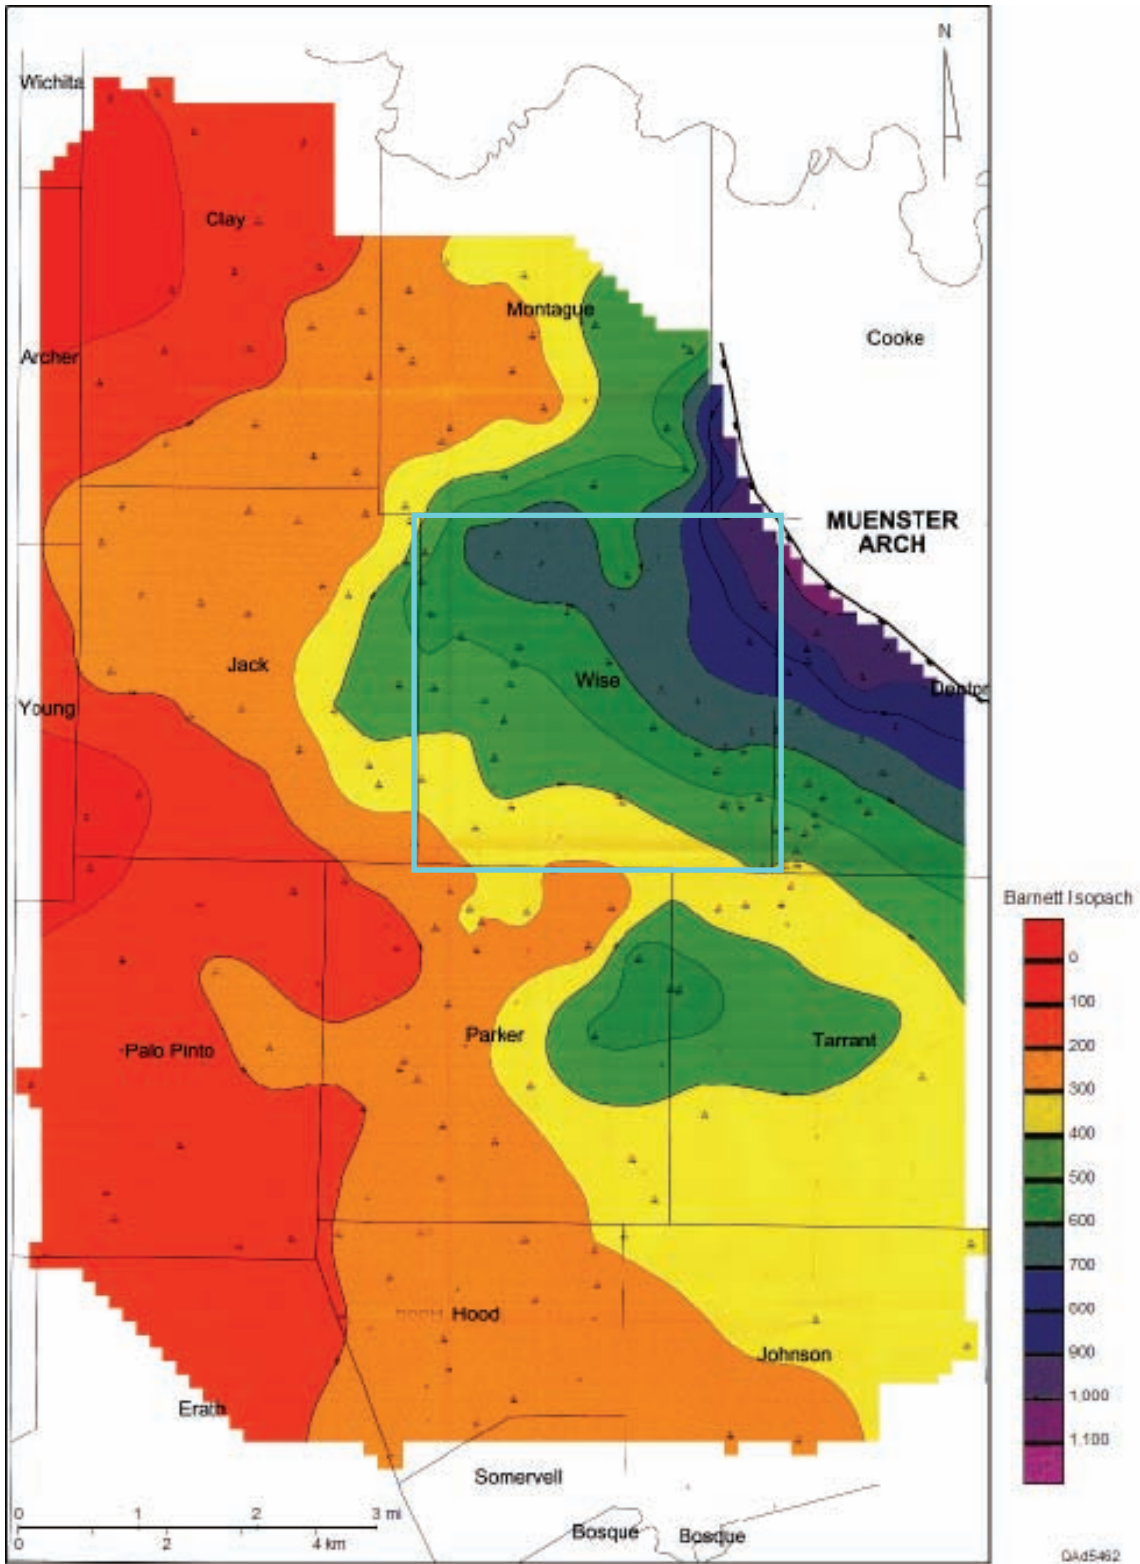 N
Wichita
Clay
Montague
Cooke
Archer
MUENSTER
ARCH
Jack
Wise
Denton
Young
Barnett Isopach
0
100
200
300
400
500
600
700
800
900
1,000
1,100
Parker
Tarrant
Palo Pinto
Hood
Johnson
Erath
Somervell
0 1 2 3 mi
0 2 4 km
Bosque
Bosque
QAd5462